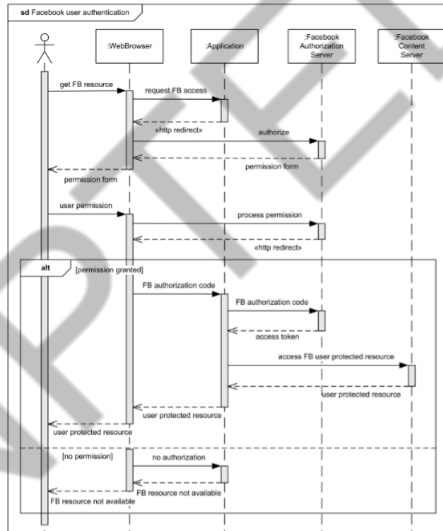 sd Facebook user authentication
:WebBrowser
:Application
:Facebook
Authorization
Server
:Facebook
Content
Server
get FB resource
request FB access
«http redirect»
authorize
permission form
permission form
user permission
process permission
«http redirect»
alt
[permission granted]
FB authorization code
FB authorization code
access token
access FB user protected resource
user protected resource
user protected resource
user protected resource
[no permission]
no authorization
FB resource not available
FB resource not available